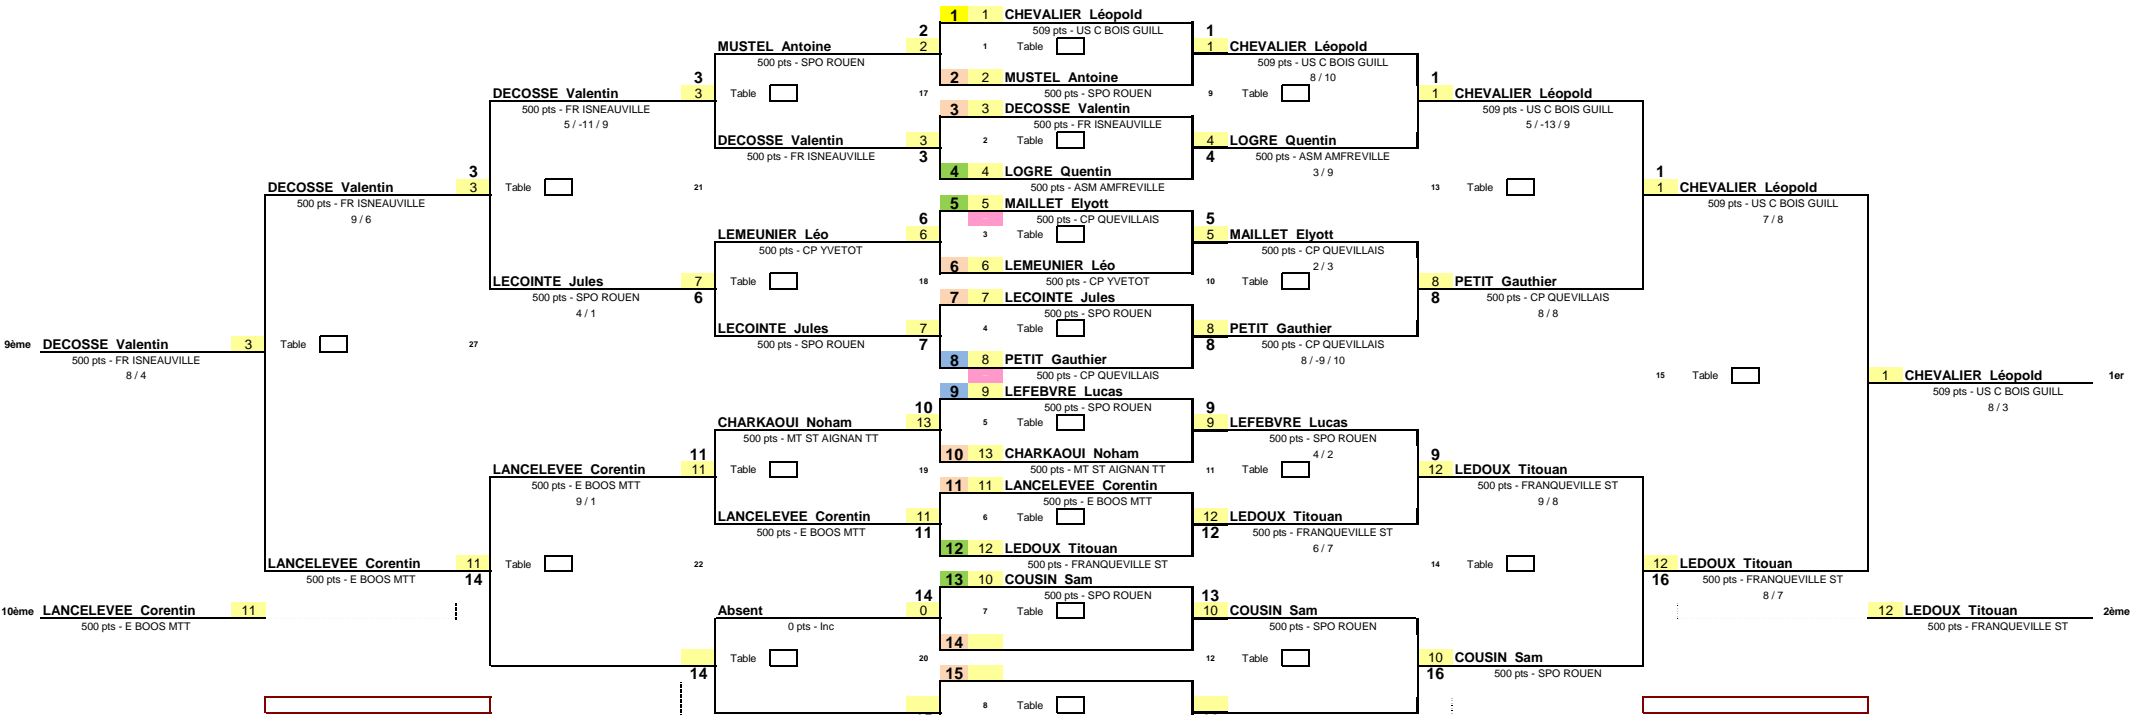 1 1 CHEVALIER Léopold
2 509 pts - US C BOIS GUILL 1
MUSTEL Antoine 2 1 Table 1 CHEVALIER Léopold
500 pts - SPO ROUEN 509 pts - US C BOIS GUILL
3 2 2 MUSTEL Antoine 8 / 10 1
DECOSSE Valentin 3 Table 17 500 pts - SPO ROUEN 9 Table 1 CHEVALIER Léopold
500 pts - FR ISNEAUVILLE 3 3 DECOSSE Valentin 509 pts - US C BOIS GUILL
5 / -11 / 9 500 pts - FR ISNEAUVILLE 5 / -13 / 9
DECOSSE Valentin 3 2 Table 4 LOGRE Quentin
500 pts - FR ISNEAUVILLE 3 4 500 pts - ASM AMFREVILLE
3 4 4 LOGRE Quentin 3 / 9 1
DECOSSE Valentin 3 Table 21 500 pts - ASM AMFREVILLE 13 Table 1 CHEVALIER Léopold
500 pts - FR ISNEAUVILLE 5 5 MAILLET Elyott 509 pts - US C BOIS GUILL
9 / 6 6 500 pts - CP QUEVILLAIS 5 7 / 8
LEMEUNIER Léo 6 3 Table 5 MAILLET Elyott
500 pts - CP YVETOT 500 pts - CP QUEVILLAIS
6 6 LEMEUNIER Léo 2 / 3
LECOINTE Jules 7 Table 18 500 pts - CP YVETOT 10 Table 8 PETIT Gauthier
500 pts - SPO ROUEN 6 7 7 LECOINTE Jules 8 500 pts - CP QUEVILLAIS
4 / 1 500 pts - SPO ROUEN 8 / 8
LECOINTE Jules 7 4 Table 8 PETIT Gauthier
9ème DECOSSE Valentin 3 Table 27 500 pts - SPO ROUEN 7 8 500 pts - CP QUEVILLAIS
500 pts - FR ISNEAUVILLE 8 8 PETIT Gauthier 8 / -9 / 10
8 / 4 500 pts - CP QUEVILLAIS 15 Table 1 CHEVALIER Léopold 1er
9 9 LEFEBVRE Lucas 509 pts - US C BOIS GUILL
10 500 pts - SPO ROUEN 9 8 / 3
CHARKAOUI Noham 13 5 Table 9 LEFEBVRE Lucas
500 pts - MT ST AIGNAN TT 500 pts - SPO ROUEN
11 10 13 CHARKAOUI Noham 4 / 2 9
LANCELEVEE Corentin 11 Table 19 500 pts - MT ST AIGNAN TT 11 Table 12 LEDOUX Titouan
500 pts - E BOOS MTT 11 11 LANCELEVEE Corentin 500 pts - FRANQUEVILLE ST
9 / 1 500 pts - E BOOS MTT 9 / 8
LANCELEVEE Corentin 11 6 Table 12 LEDOUX Titouan
500 pts - E BOOS MTT 11 12 500 pts - FRANQUEVILLE ST
12 12 LEDOUX Titouan 6 / 7
LANCELEVEE Corentin 11 Table 22 500 pts - FRANQUEVILLE ST 14 Table 12 LEDOUX Titouan
500 pts - E BOOS MTT 14 13 10 COUSIN Sam 16 500 pts - FRANQUEVILLE ST
14 500 pts - SPO ROUEN 13 8 / 7
10ème LANCELEVEE Corentin 11 Absent 0 7 Table 10 COUSIN Sam 12 LEDOUX Titouan 2ème
500 pts - E BOOS MTT 0 pts - Inc 500 pts - SPO ROUEN 500 pts - FRANQUEVILLE ST
14
Table 20 12 Table 10 COUSIN Sam
14 15 16 500 pts - SPO ROUEN
8 Table